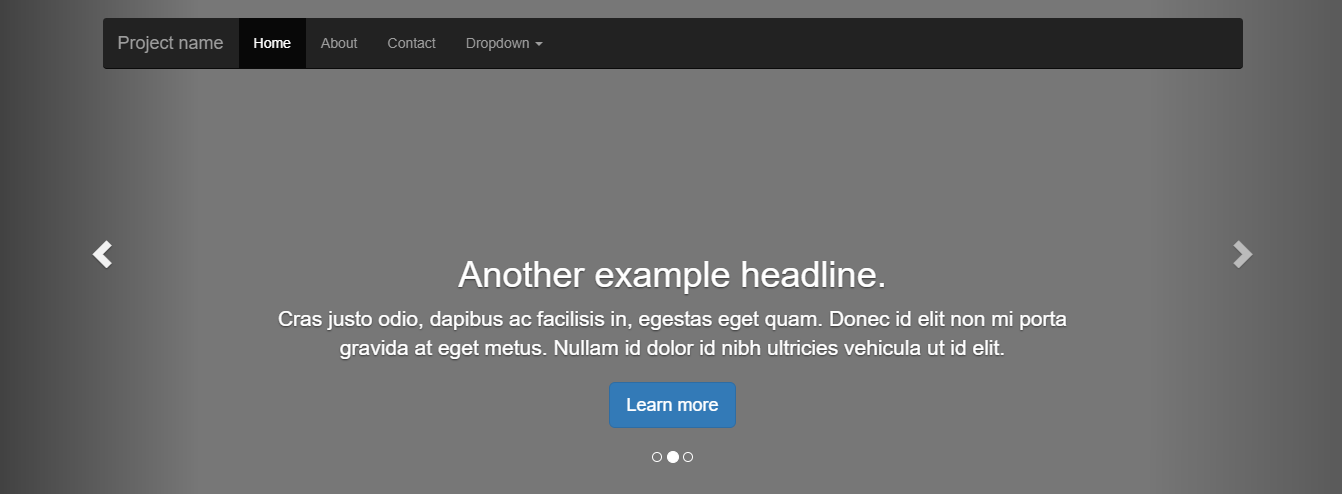 Project name Home About Contact Dropdown
Another example headline.
Cras justo odio, dapibus ac facilisis in, egestas eget quam. Donec id elit non mi porta
gravida at eget metus. Nullam id dolor id nibh ultricies vehicula ut id elit.
Learn more